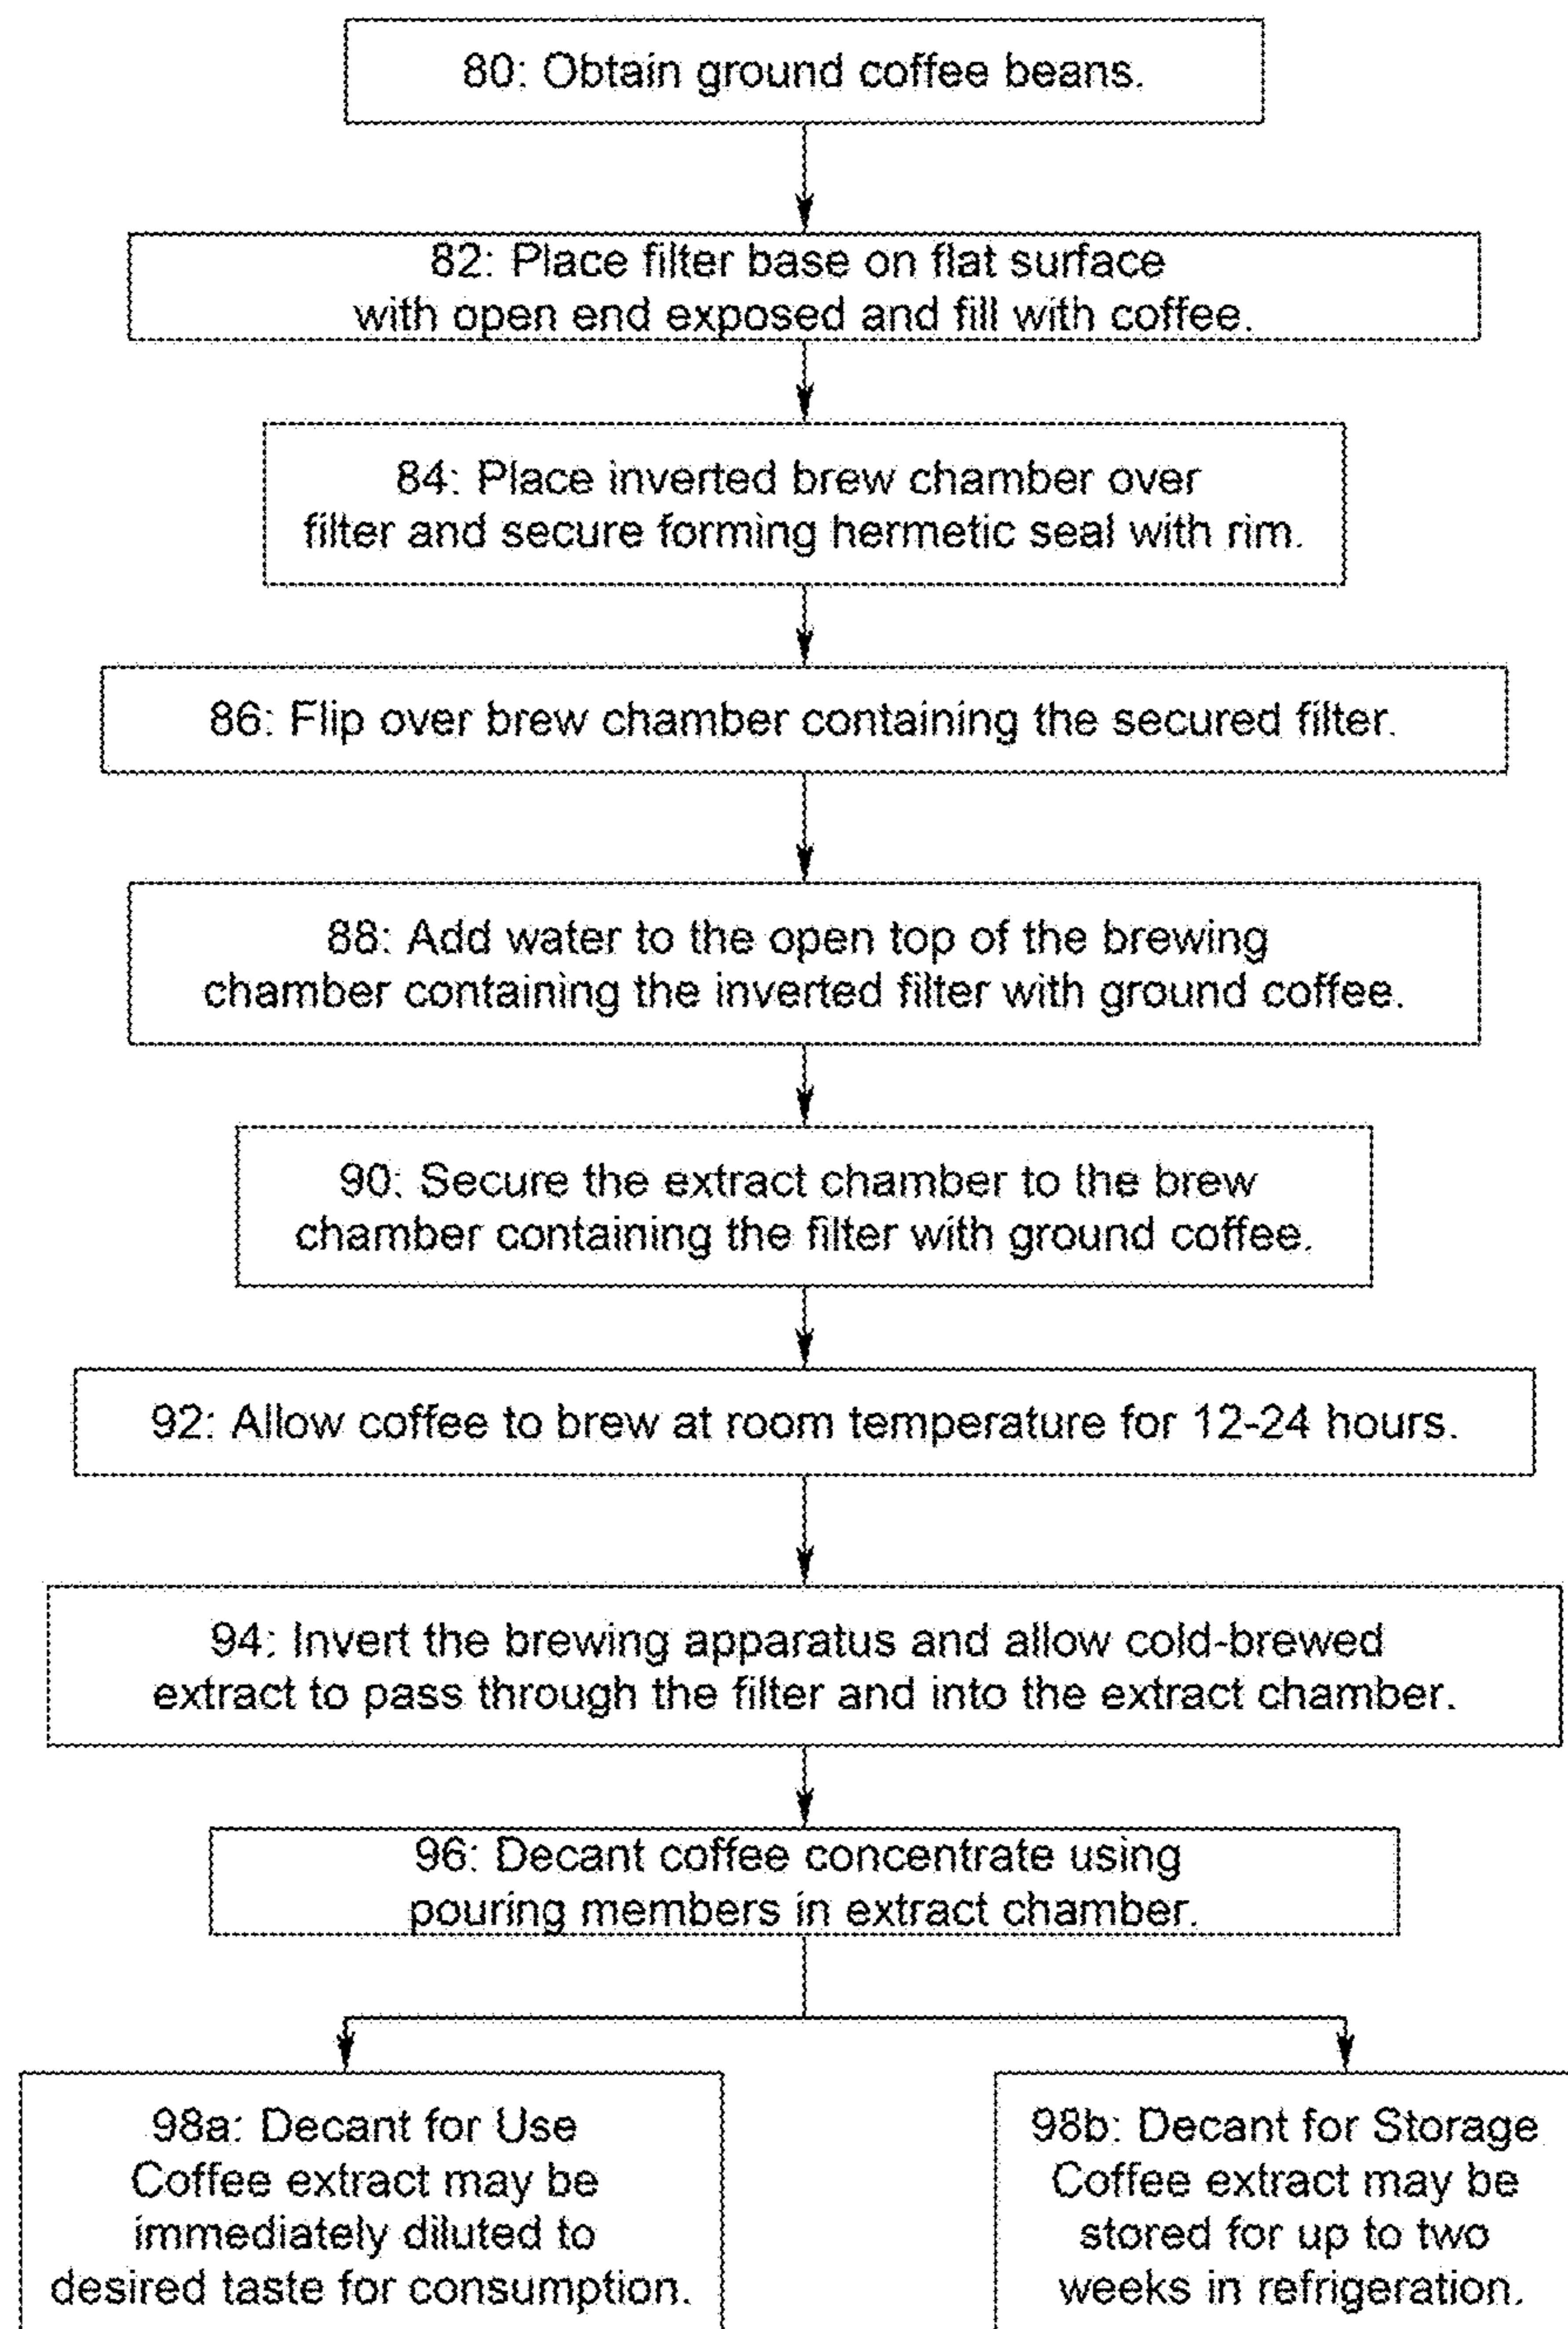 80: Obtain ground coffee beans.
82: Place filter base on flat surface
with open end exposed and fill with coffee.
84: Place inverted brew chamber over
filter and secure forming hermetic seal with rim.
86: Flip over brew chamber containing the secured filter.
88: Add water to the open top of the brewing
chamber containing the inverted filter with ground coffee.
90: Secure the extract chamber to the brew
chamber containing the filter with ground coffee.
92: Allow coffee to brew at room temperature for 12-24 hours.
94: Invert the brewing apparatus and allow cold-brewed
extract to pass through the filter and into the extract chamber.
96: Decant coffee concentrate using
pouring members in extract chamber.
98a: Decant for Use
Coffee extract may be
immediately diluted to
desired taste for consumption.
98b: Decant for Storage
Coffee extract may be
stored for up to two
weeks in refrigeration.